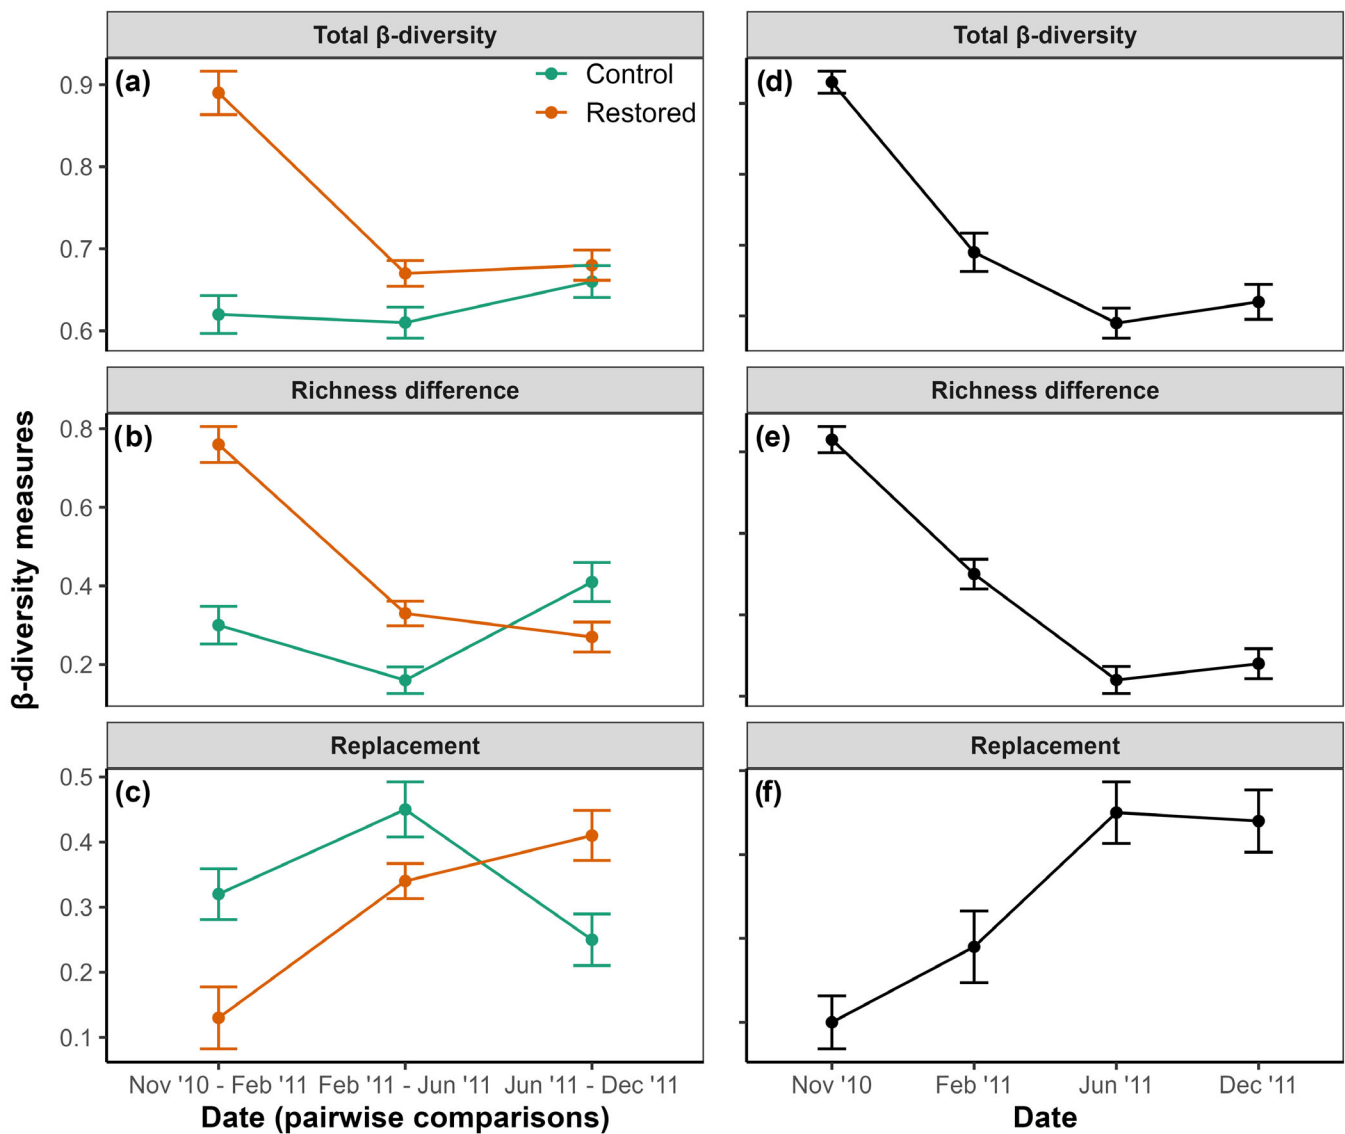 Total β-diversity
(a)
Control
Restored
0.9
0.8
0.7
0.6
Total β-diversity
(d)
β-diversity measures
Richness difference
(b)
0.8
0.6
0.4
0.2
Richness difference
(e)
Replacement
(c)
0.5
0.4
0.3
0.2
0.1
Replacement
(f)
Nov '10 - Feb '11 Feb '11 - Jun '11 Jun '11 - Dec '11
Date (pairwise comparisons)
Nov '10 Feb '11 Jun '11 Dec '11
Date